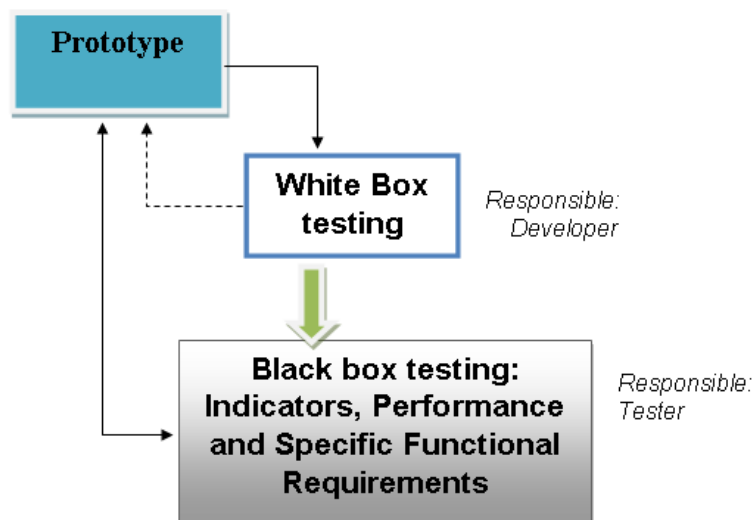 Prototype
White Box
testing
Responsible:
Developer
Black box testing:
Indicators, Performance
and Specific Functional
Requirements
Responsible:
Tester